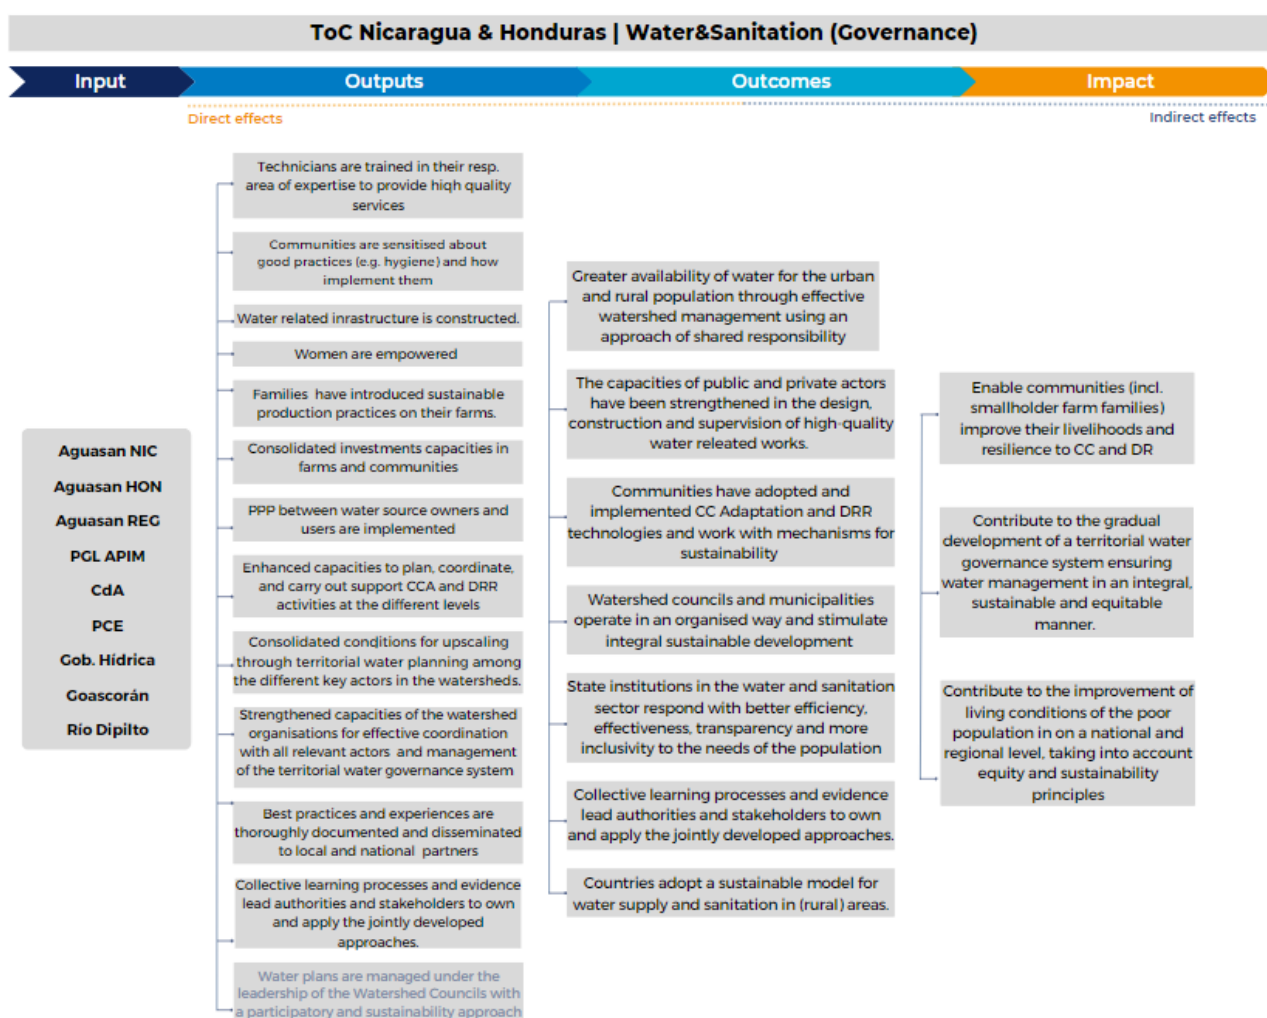 ToC Nicaragua & Honduras | Water&Sanitation (Governance)
Input
Outputs
Outcomes
Impact
Direct effects
Indirect effects
Aguasan NIC
Aguasan HON
Aguasan REG
PGL APIM
CdA
PCE
Gob. Hídrica
Goascorán
Río Dipilto
Technicians are trained in their resp.
area of expertise to provide high quality
services
Communities are sensitised about
good practices (e.g. hygiene) and how
implement them
Water related inrastructure is constructed.
Women are empowered
Families have introduced sustainable
production practices on their farms.
Consolidated investments capacities in
farms and communities
PPP between water source owners and
users are implemented
Enhanced capacities to plan, coordinate,
and carry out support CCA and DRR
activities at the different levels
Consolidated conditions for upscaling
through territorial water planning among
the different key actors in the watersheds.
Strengthened capacities of the watershed
organisations for effective coordination
with all relevant actors and management
of the territorial water governance system
Best practices and experiences are
thoroughly documented and disseminated
to local and national partners
Collective learning processes and evidence
lead authorities and stakeholders to own
and apply the jointly developed
approaches.
Water plans are managed under the
leadership of the Watershed Councils with
a participatory and sustainability approach
Greater availability of water for the urban
and rural population through effective
watershed management using an
approach of shared responsibility
The capacities of public and private actors
have been strengthened in the design,
construction and supervision of high-quality
water releated works.
Communities have adopted and
implemented CC Adaptation and DRR
technologies and work with mechanisms for
sustainability
Watershed councils and municipalities
operate in an organised way and stimulate
integral sustainable development
State institutions in the water and sanitation
sector respond with better efficiency,
effectiveness, transparency and more
inclusivity to the needs of the population
Collective learning processes and evidence
lead authorities and stakeholders to own
and apply the jointly developed approaches.
Countries adopt a sustainable model for
water supply and sanitation in (rural) areas.
Enable communities (incl.
smallholder farm families)
improve their livelihoods and
resilience to CC and DR
Contribute to the gradual
development of a territorial water
governance system ensuring
water management in an integral,
sustainable and equitable
manner.
Contribute to the improvement of
living conditions of the poor
population in on a national and
regional level, taking into account
equity and sustainability
principles